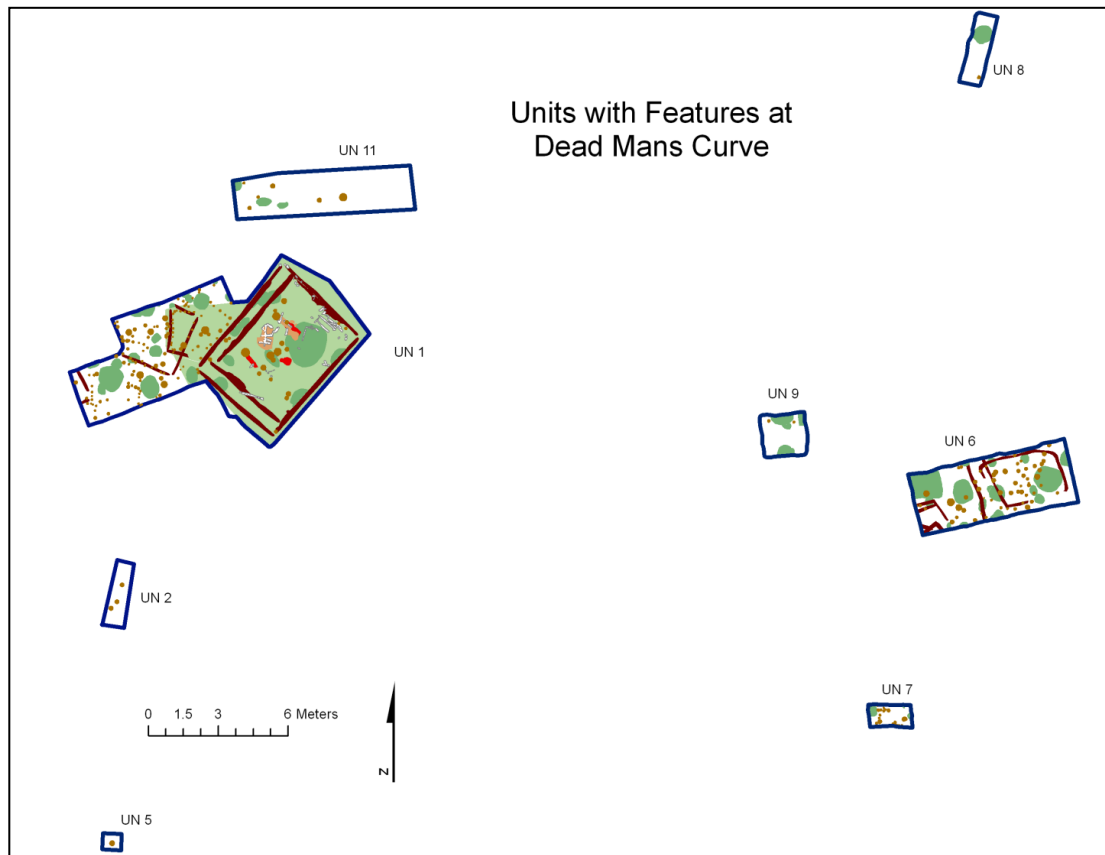 UN 8
Units with Features at
Dead Mans Curve
UN 11
UN 1
UN 9
UN 6
UN 2
UN 7
0 1.5 3 6 Meters
N
UN 5